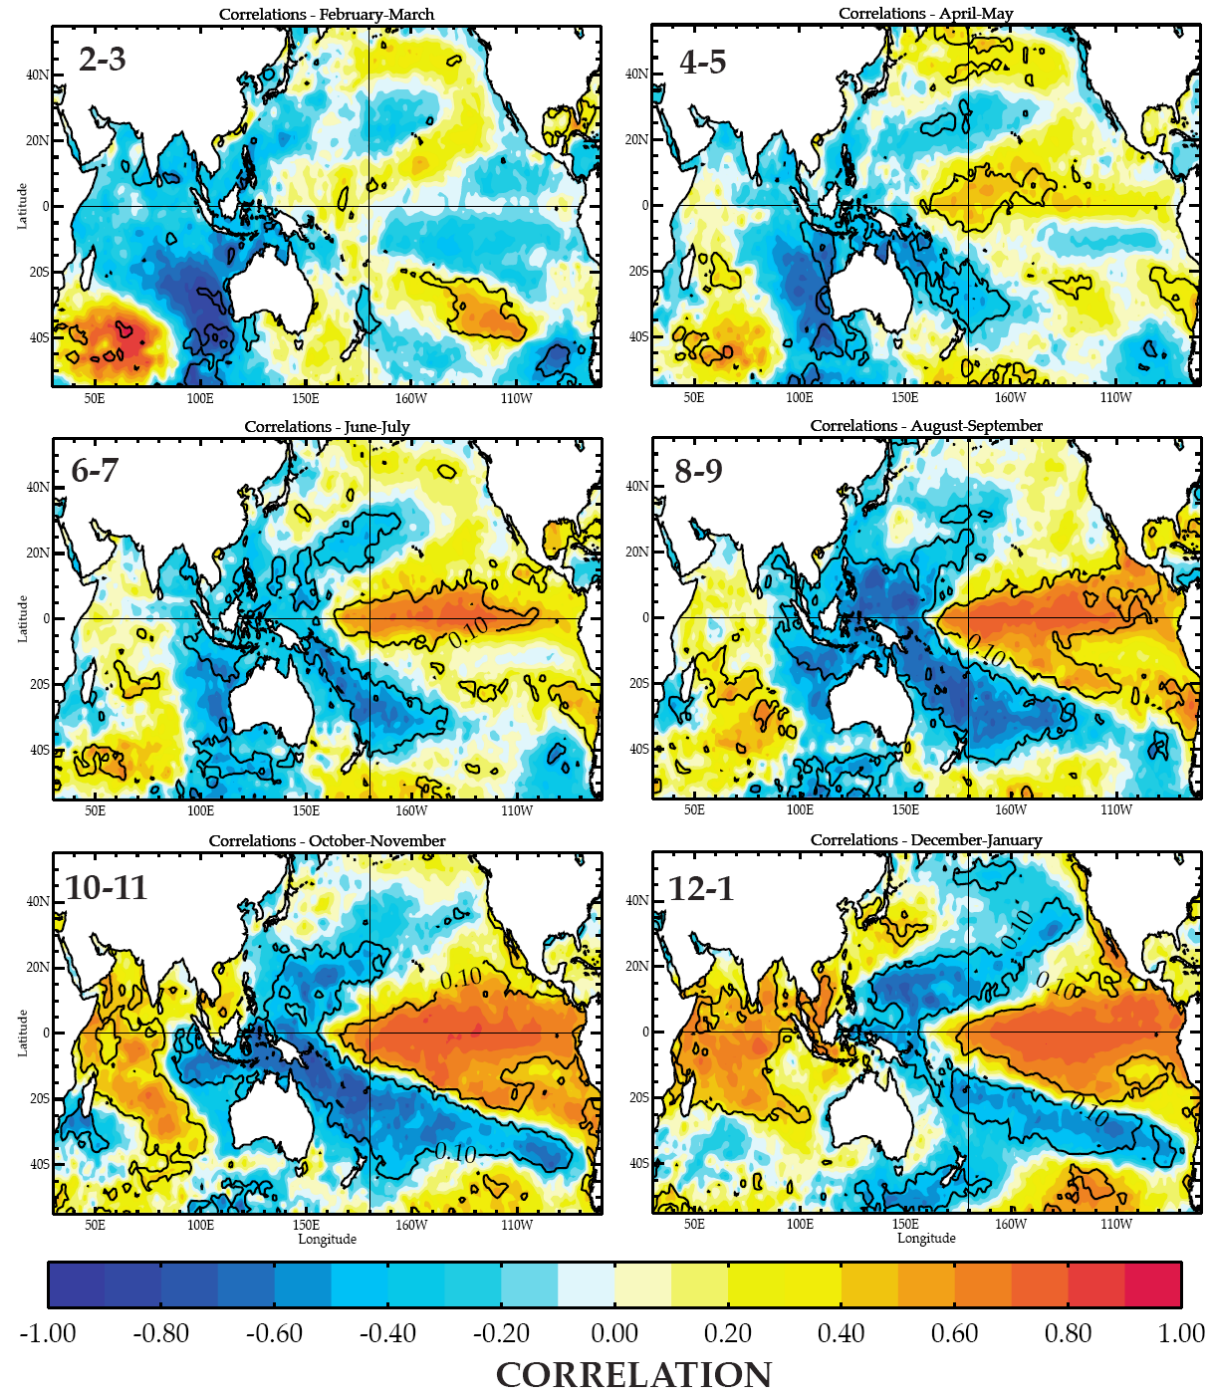 Correlations - February-March
2-3
40N
20N
0
20S
40S
Latitude
50E 100E 150E 160W 110W
Correlations - April-May
4-5
40N
20N
0
20S
40S
50E 100E 150E 160W 110W
Correlations - June-July
6-7
40N
20N
0
20S
40S
Latitude
0.10
50E 100E 150E 160W 110W
Correlations - August-September
8-9
40N
20N
0
20S
40S
0.10
50E 100E 150E 160W 110W
Correlations - October-November
10-11
40N
20N
0
20S
40S
Latitude
0.10
0.10
50E 100E 150E 160W 110W
Longitude
Correlations - December-January
12-1
40N
20N
0
20S
40S
0.10
0.10
0.10
50E 100E 150E 160W 110W
Longitude
-1.00 -0.80 -0.60 -0.40 -0.20 0.00 0.20 0.40 0.60 0.80 1.00
CORRELATION